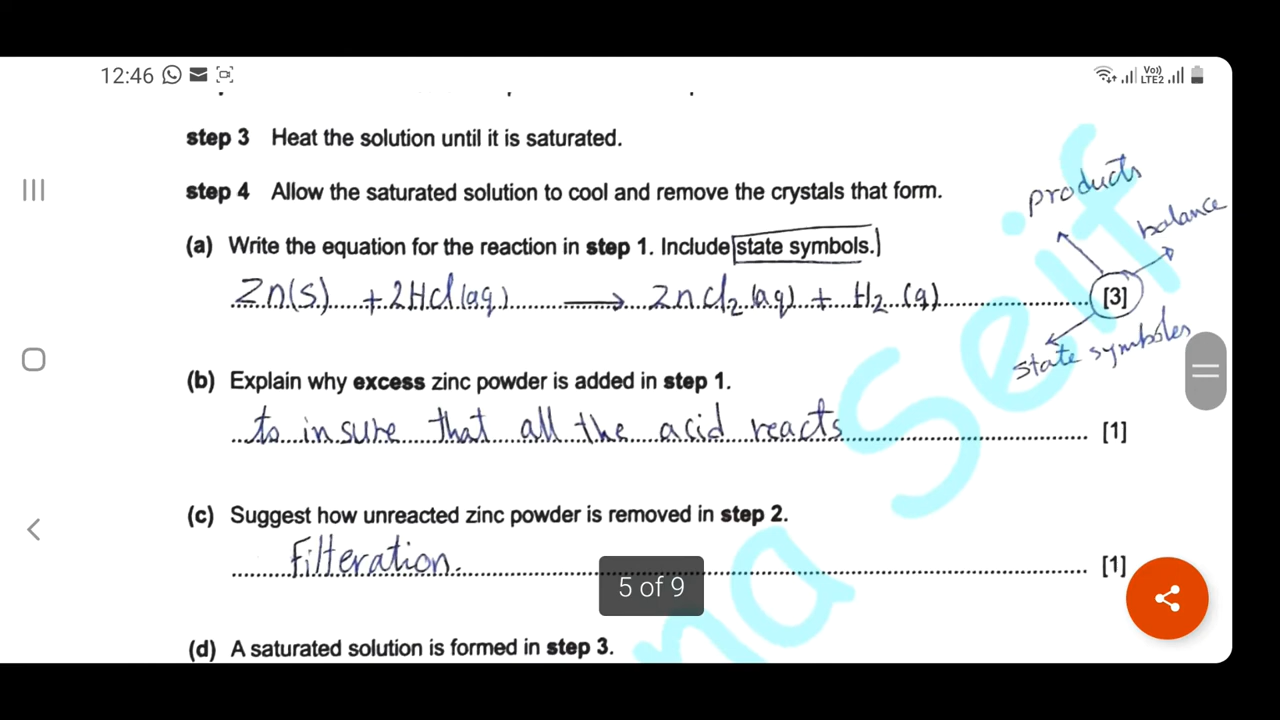 12:46
Vo))
LTE2
step 3 Heat the solution until it is saturated.
step 4 Allow the saturated solution to cool and remove the crystals that form.
products
balance
(a) Write the equation for the reaction in step 1. Include state symbols.
Zn(s) + 2HCl(aq) → ZnCl₂(aq) + H₂(g) [3]
state symboles
(b) Explain why excess zinc powder is added in step 1.
to insure that all the acid reacts [1]
(c) Suggest how unreacted zinc powder is removed in step 2.
Filteration. [1]
5 of 9
(d) A saturated solution is formed in step 3.
na Seif